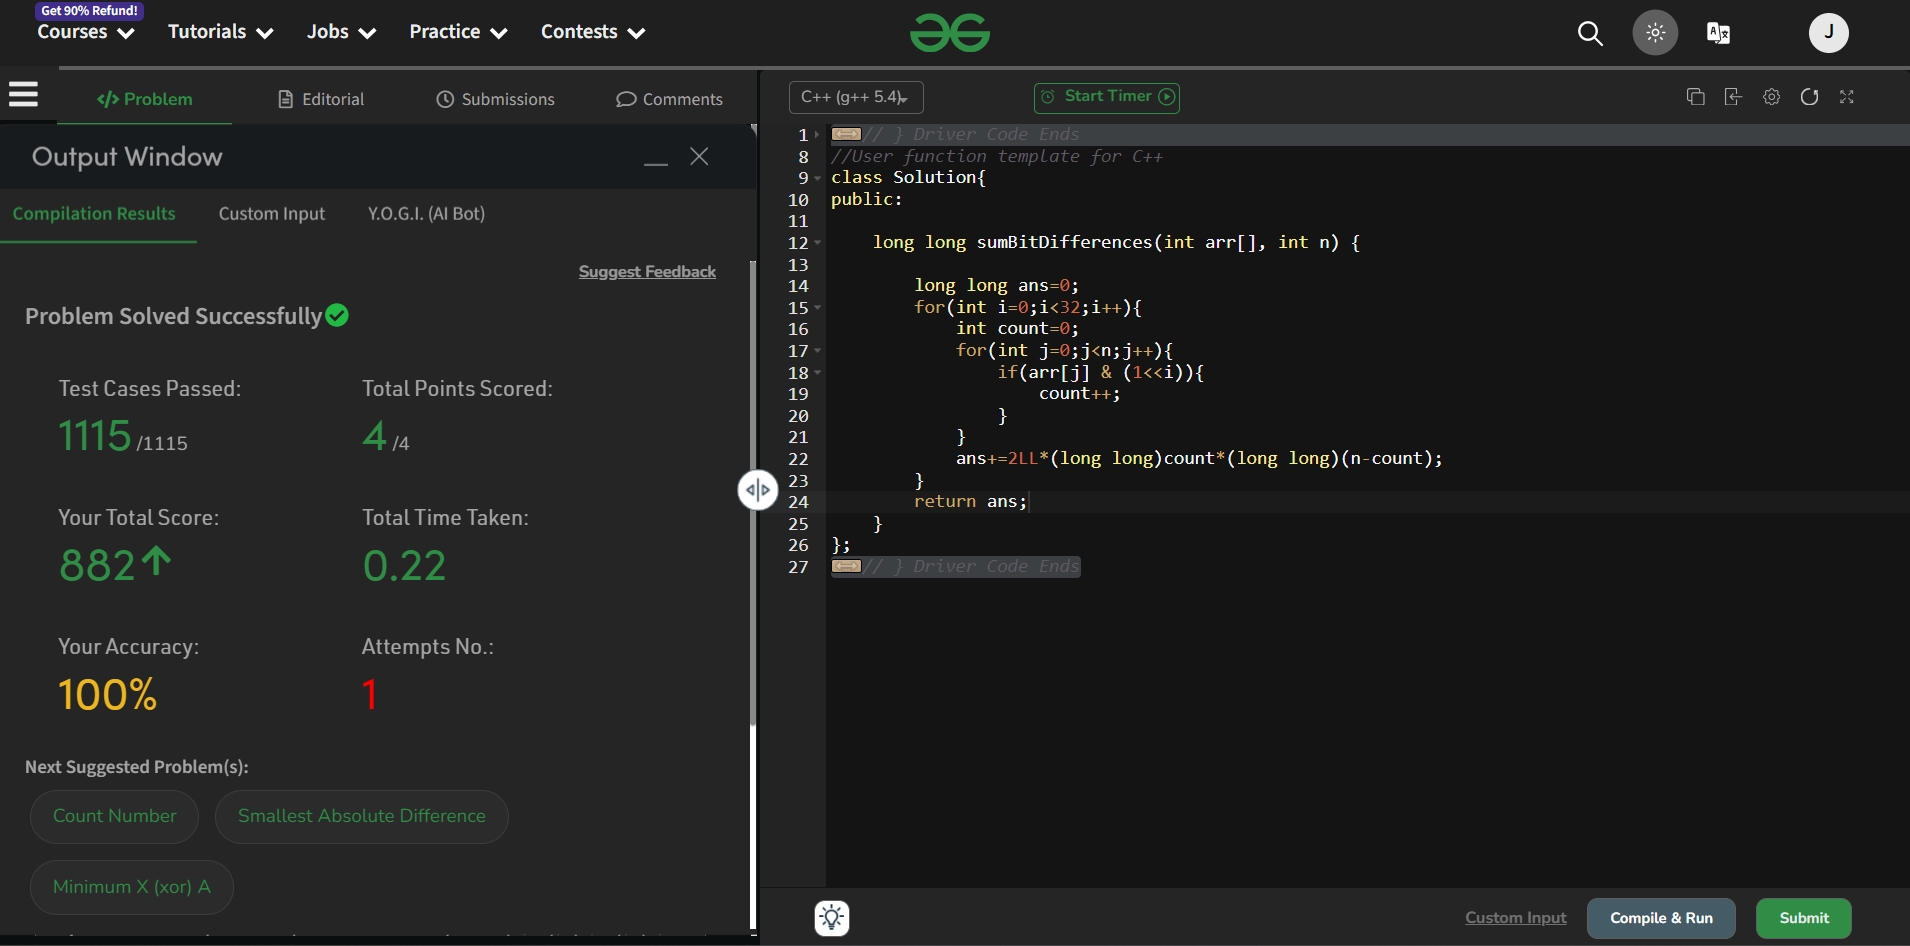 Get 90% Refund!
Courses Tutorials Jobs Practice Contests
J
</> Problem Editorial Submissions Comments
Output Window
Compilation Results Custom Input Y.O.G.I. (AI Bot)
Suggest Feedback
Problem Solved Successfully
Test Cases Passed: Total Points Scored:
1115 /1115 4 /4
Your Total Score: Total Time Taken:
882 0.22
Your Accuracy: Attempts No.:
100% 1
Next Suggested Problem(s):
Count Number Smallest Absolute Difference
Minimum X (xor) A
C++ (g++ 5.4) Start Timer
1 // } Driver Code Ends
8 //User function template for C++
9 class Solution{
10 public:
11
12 long long sumBitDifferences(int arr[], int n) {
13
14 long long ans=0;
15 for(int i=0;i<32;i++){
16 int count=0;
17 for(int j=0;j<n;j++){
18 if(arr[j] & (1<<i)){
19 count++;
20 }
21 }
22 ans+=2LL*(long long)count*(long long)(n-count);
23 }
24 return ans;
25 }
26 };
27 // } Driver Code Ends
Custom Input Compile & Run Submit